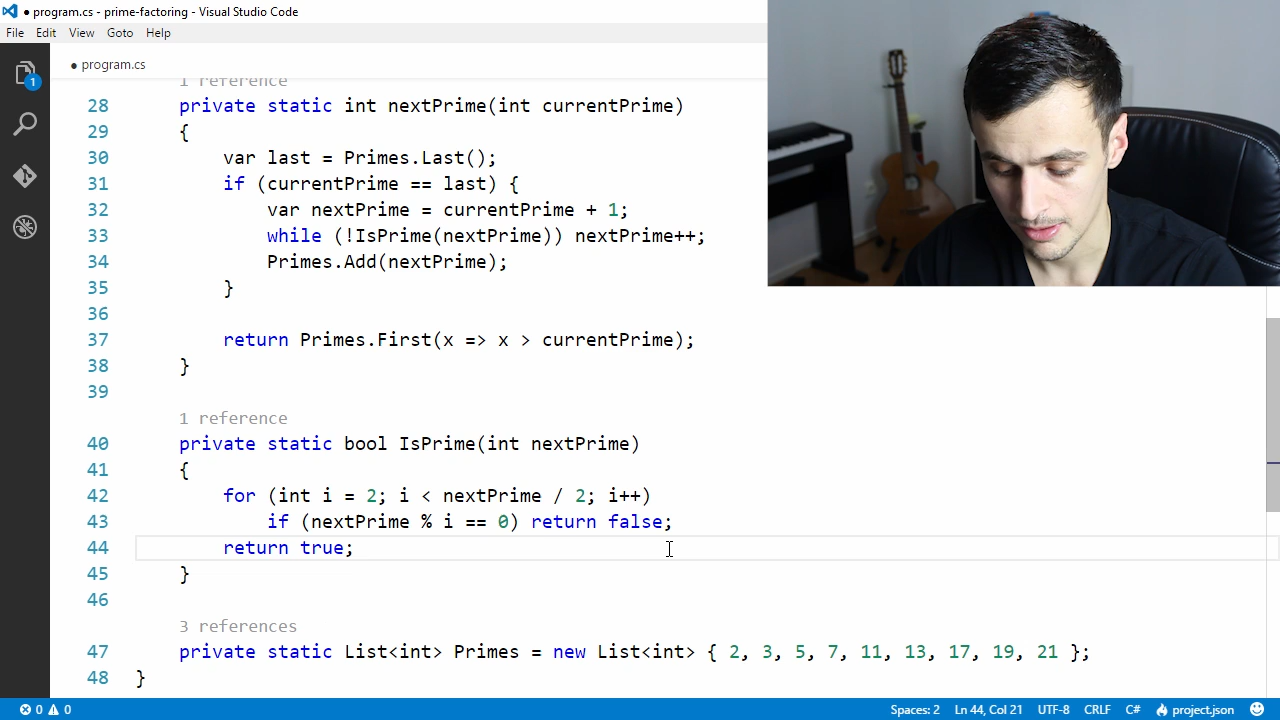 ● program.cs - prime-factoring - Visual Studio Code
File Edit View Goto Help
1
● program.cs
1 reference
28 private static int nextPrime(int currentPrime)
29 {
30 var last = Primes.Last();
31 if (currentPrime == last) {
32 var nextPrime = currentPrime + 1;
33 while (!IsPrime(nextPrime)) nextPrime++;
34 Primes.Add(nextPrime);
35 }
36
37 return Primes.First(x => x > currentPrime);
38 }
39
1 reference
40 private static bool IsPrime(int nextPrime)
41 {
42 for (int i = 2; i < nextPrime / 2; i++)
43 if (nextPrime % i == 0) return false;
44 return true;
45 }
46
3 references
47 private static List<int> Primes = new List<int> { 2, 3, 5, 7, 11, 13, 17, 19, 21 };
48 }
0 0 Spaces: 2 Ln 44, Col 21 UTF-8 CRLF C# project.json